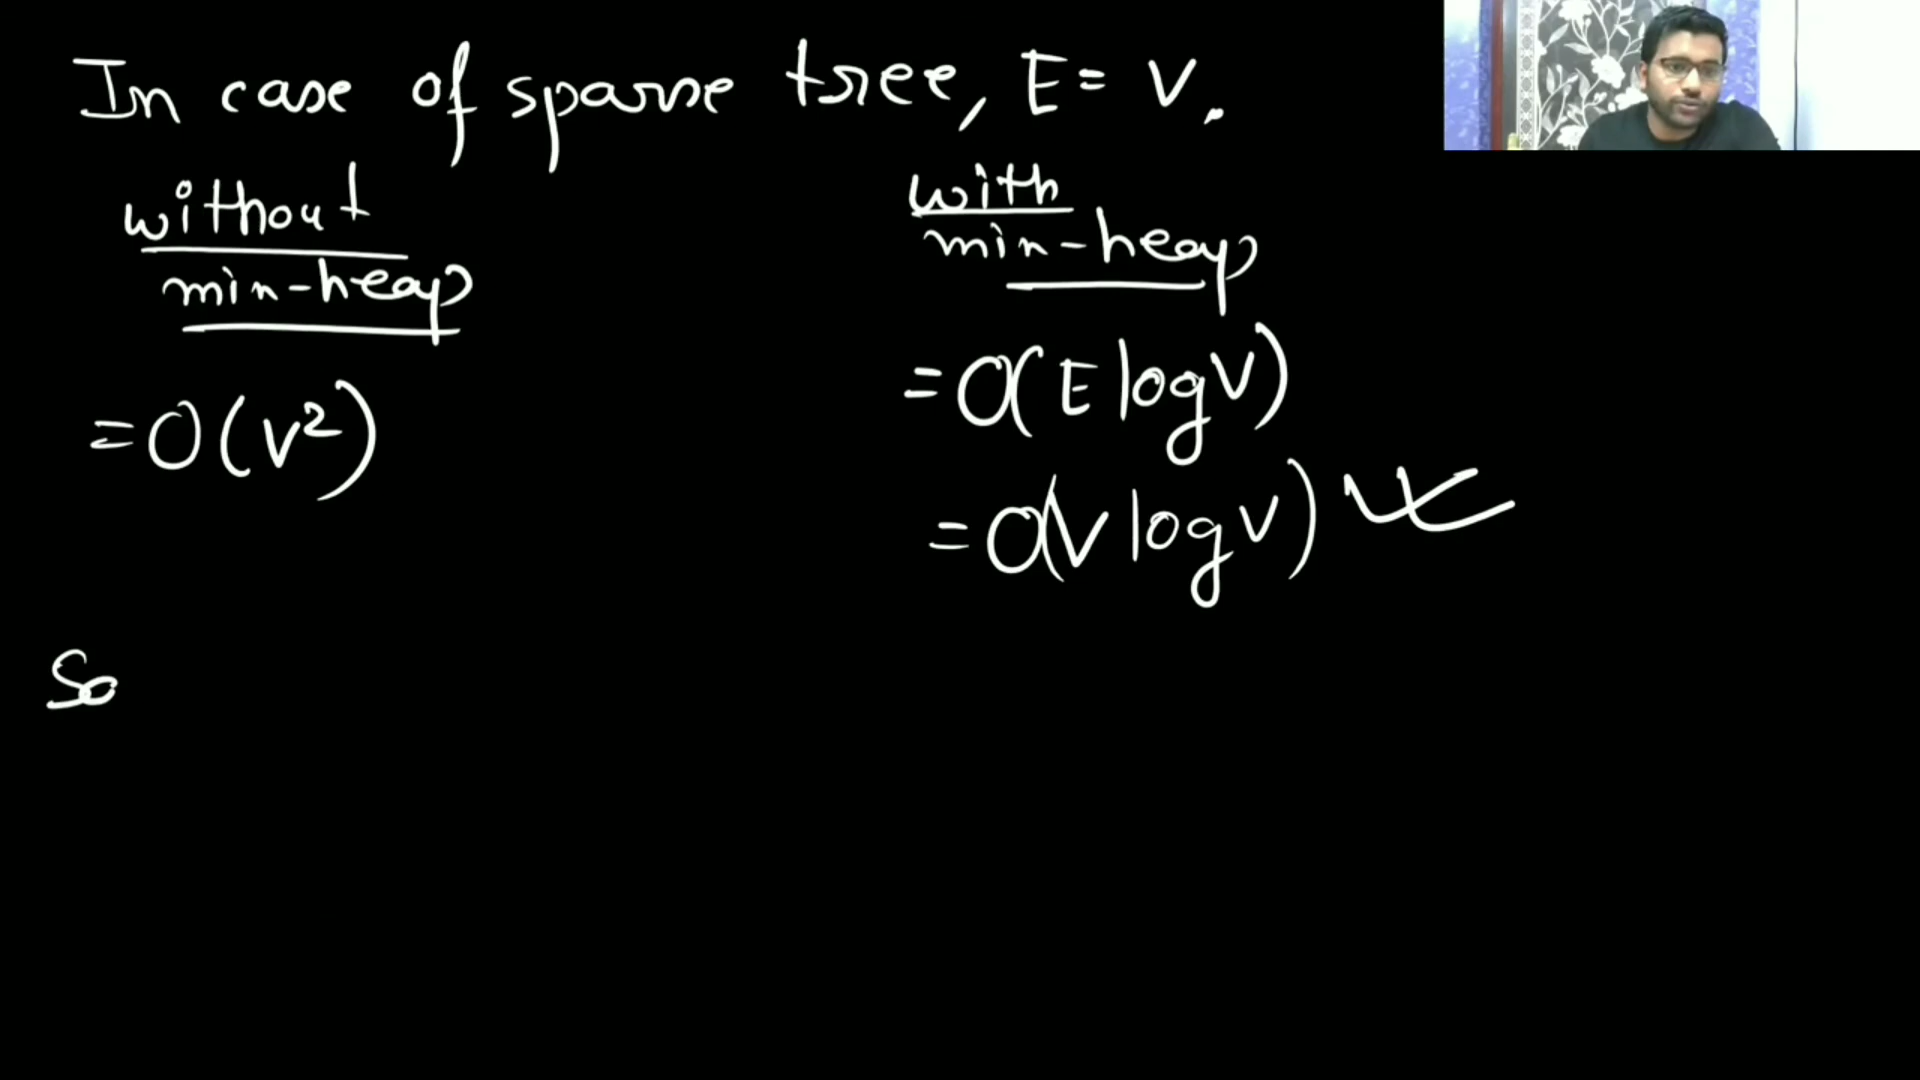 In case of sparse tree, E = V.
without
min-heap
= O(V²)
with
min-heap
= O(E log V)
= O(V log V)
So